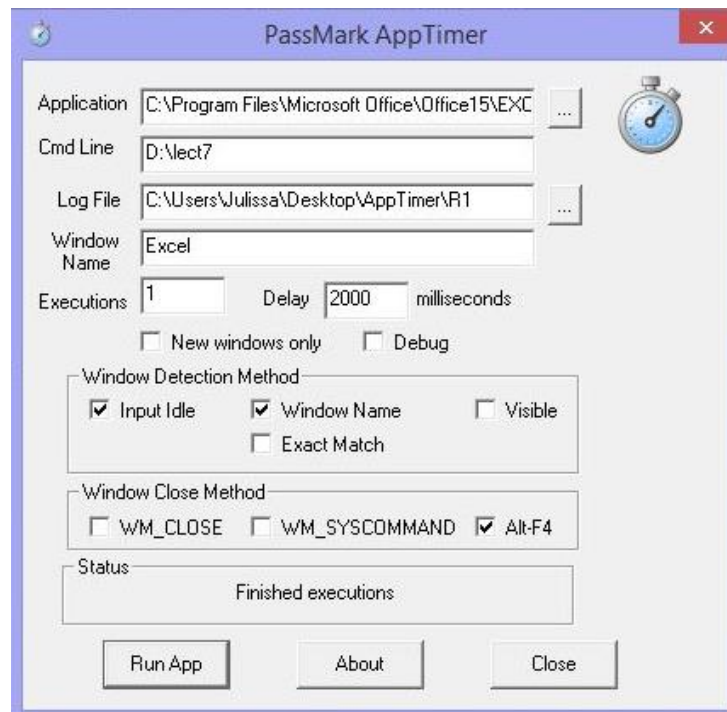 PassMark AppTimer
Application C:\Program Files\Microsoft Office\Office15\EXC ...
Cmd Line D:\lect7
Log File C:\Users\Julissa\Desktop\AppTimer\R1 ...
Window
Name Excel
Executions 1 Delay 2000 milliseconds
New windows only Debug
Window Detection Method
Input Idle Window Name Visible
Exact Match
Window Close Method
WM_CLOSE WM_SYSCOMMAND Alt-F4
Status
Finished executions
Run App About Close